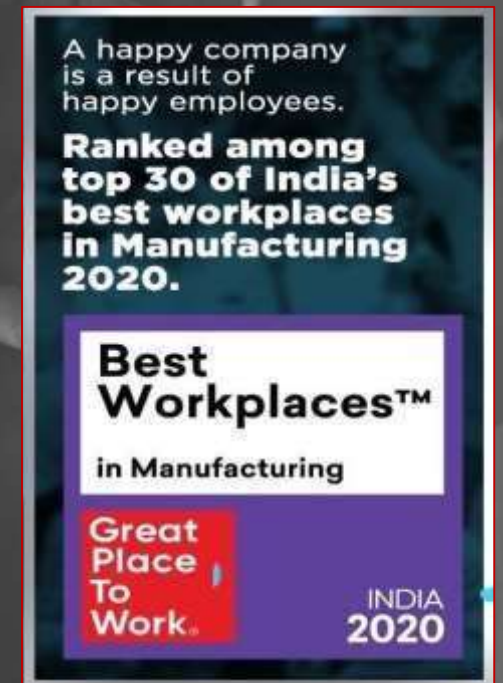 A happy company
is a result of
happy employees.
Ranked among
top 30 of India's
best workplaces
in Manufacturing
2020.
Best
Workplaces™
in Manufacturing
Great
Place
To
Work®
INDIA
2020